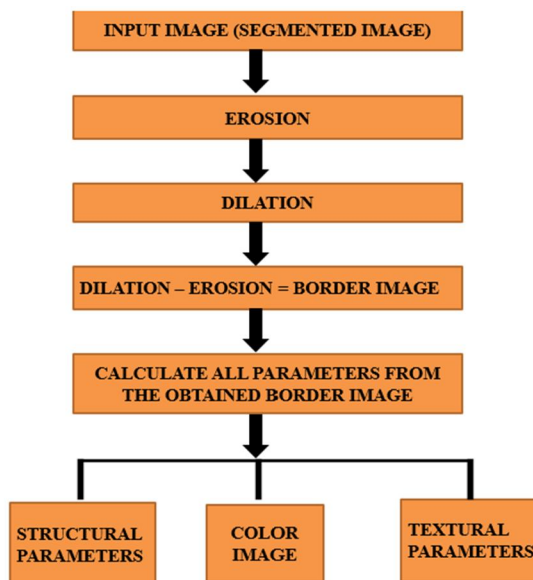 INPUT IMAGE (SEGMENTED IMAGE)
EROSION
DILATION
DILATION – EROSION = BORDER IMAGE
CALCULATE ALL PARAMETERS FROM
THE OBTAINED BORDER IMAGE
STRUCTURAL
PARAMETERS
COLOR
IMAGE
TEXTURAL
PARAMETERS